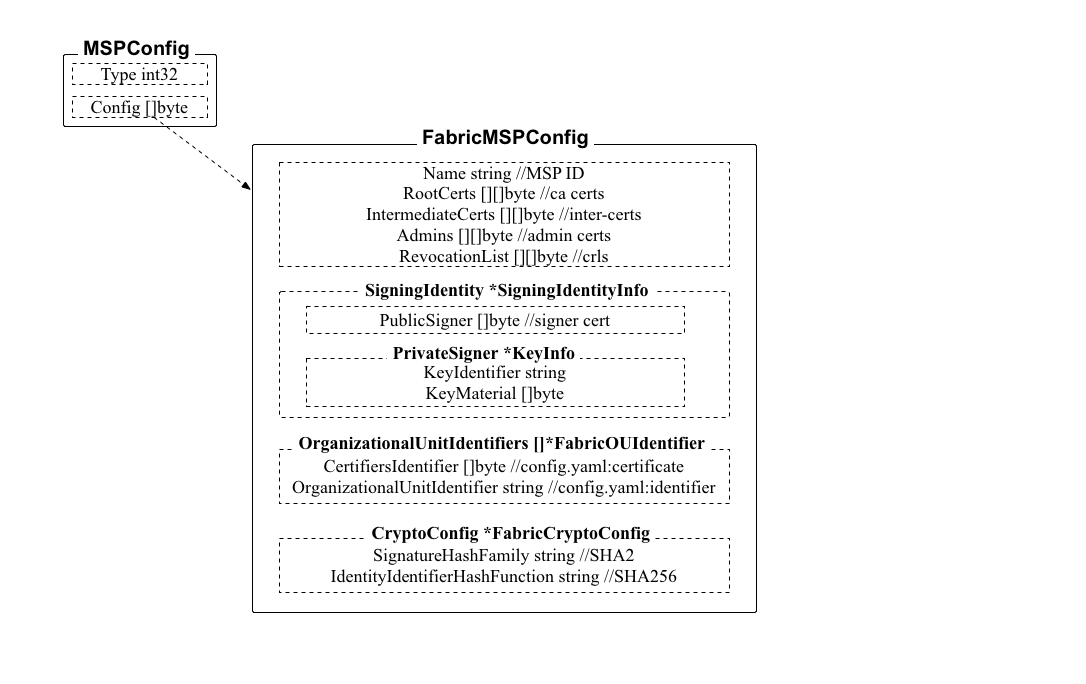 MSPConfig
Type int32
Config []byte
FabricMSPConfig
Name string //MSP ID
RootCerts [][]byte //ca certs
IntermediateCerts [][]byte //inter-certs
Admins [][]byte //admin certs
RevocationList [][]byte //crls
SigningIdentity *SigningIdentityInfo
PublicSigner []byte //signer cert
PrivateSigner *KeyInfo
KeyIdentifier string
KeyMaterial []byte
OrganizationalUnitIdentifiers []*FabricOUIdentifier
CertifiersIdentifier []byte //config.yaml:certificate
OrganizationalUnitIdentifier string //config.yaml:identifier
CryptoConfig *FabricCryptoConfig
SignatureHashFamily string //SHA2
IdentityIdentifierHashFunction string //SHA256